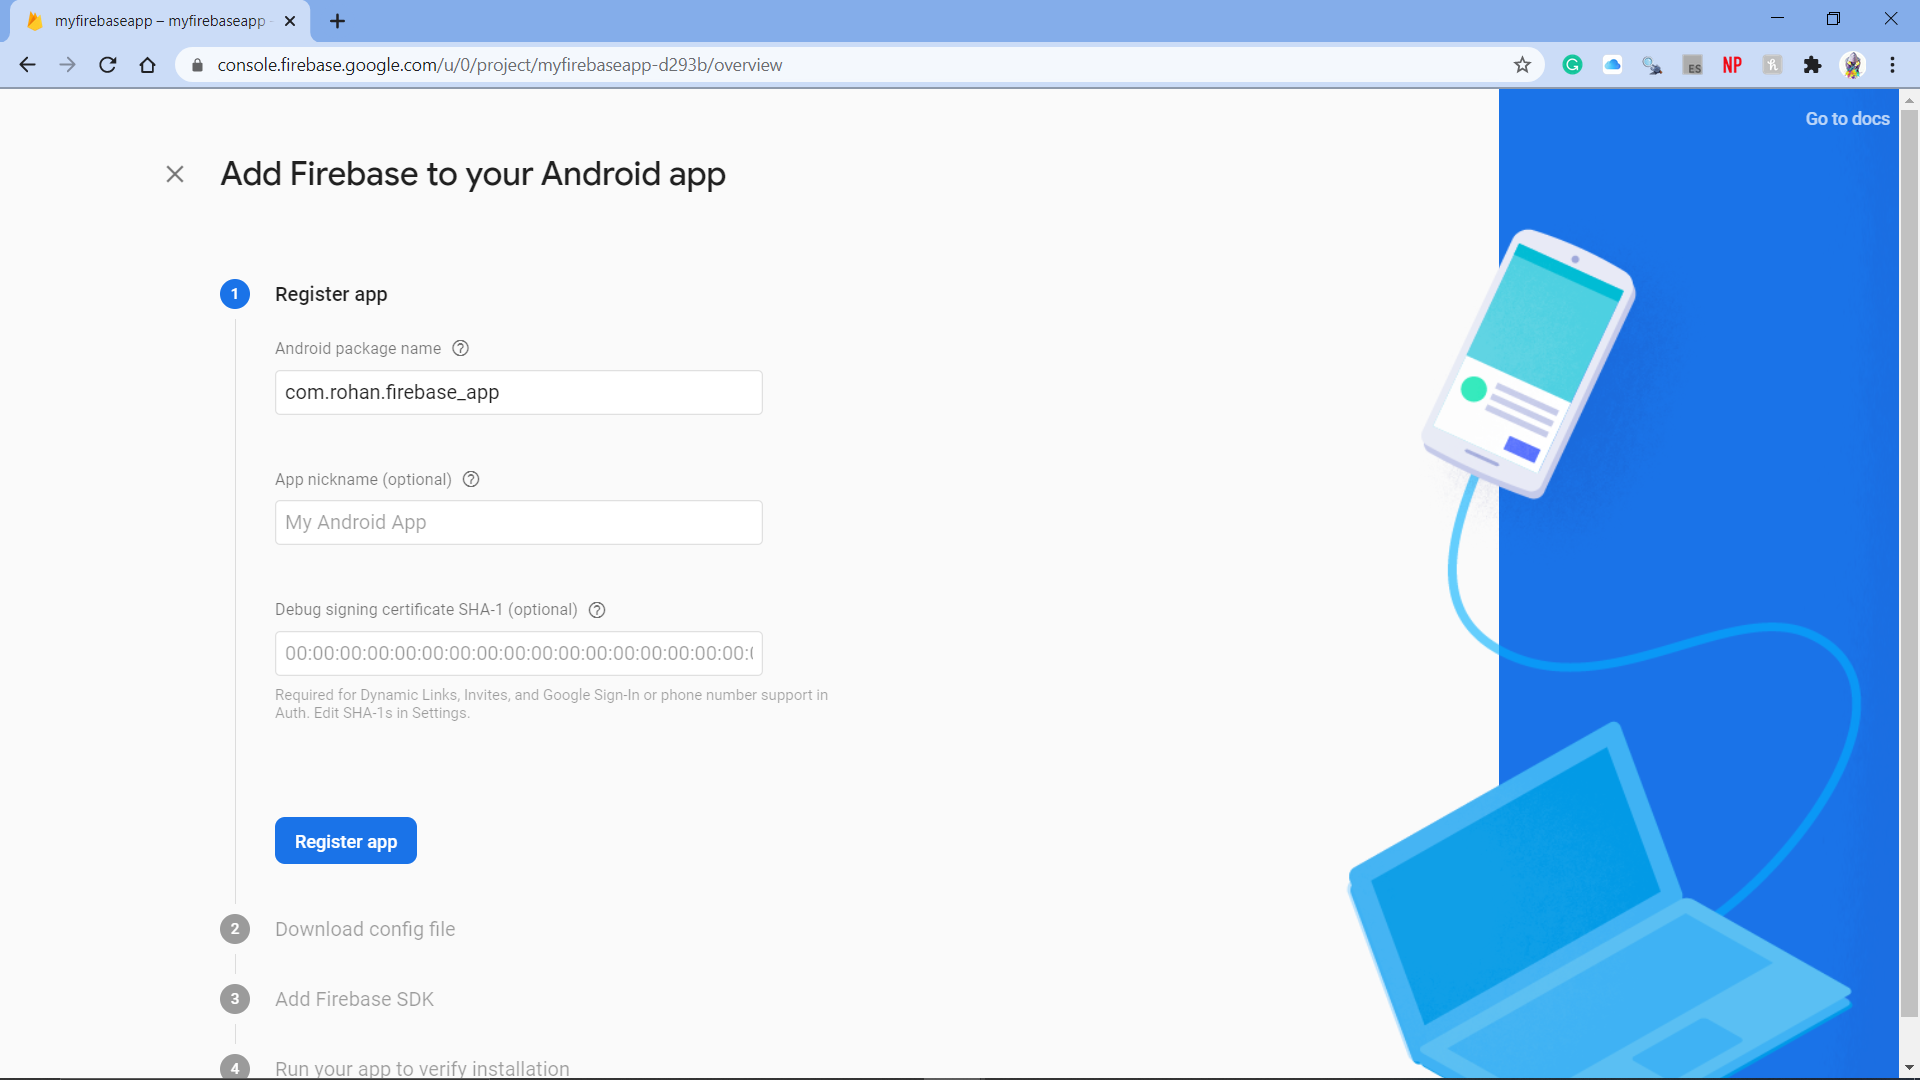 myfirebaseapp – myfirebaseapp -
console.firebase.google.com/u/0/project/myfirebaseapp-d293b/overview
ES
NP
Go to docs
Add Firebase to your Android app
1
Register app
Android package name ?
com.rohan.firebase_app
App nickname (optional) ?
My Android App
Debug signing certificate SHA-1 (optional) ?
00:00:00:00:00:00:00:00:00:00:00:00:00:00:00:00:00:
Required for Dynamic Links, Invites, and Google Sign-In or phone number support in
Auth. Edit SHA-1s in Settings.
Register app
2
Download config file
3
Add Firebase SDK
4
Run your app to verify installation